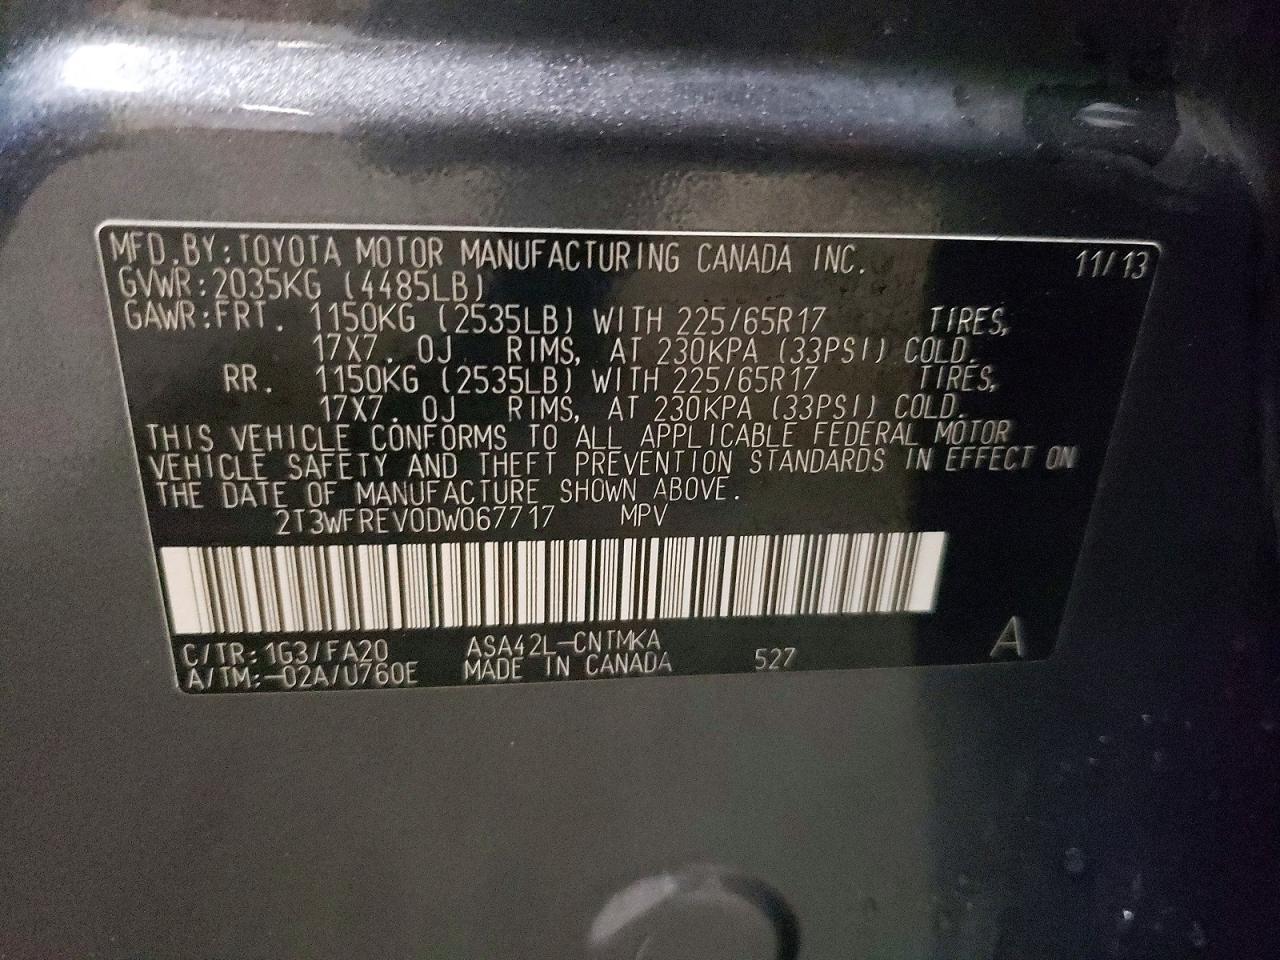 MFD.BY:TOYOTA MOTOR MANUFACTURING CANADA INC. 11/13
GVWR:2035KG (4485LB)
GAWR:FRT. 1150KG (2535LB) WITH 225/65R17 TIRES,
17X7.0J RIMS, AT 230KPA (33PSI) COLD.
RR. 1150KG (2535LB) WITH 225/65R17 TIRES,
17X7.0J RIMS, AT 230KPA (33PSI) COLD.
THIS VEHICLE CONFORMS TO ALL APPLICABLE FEDERAL MOTOR
VEHICLE SAFETY AND THEFT PREVENTION STANDARDS IN EFFECT ON
THE DATE OF MANUFACTURE SHOWN ABOVE.
2T3WFREV0DW067717 MPV
C/TR: 1G3/FA20 ASA42L-CNTMKA
A/TM:-02A/U760E MADE IN CANADA 527 A